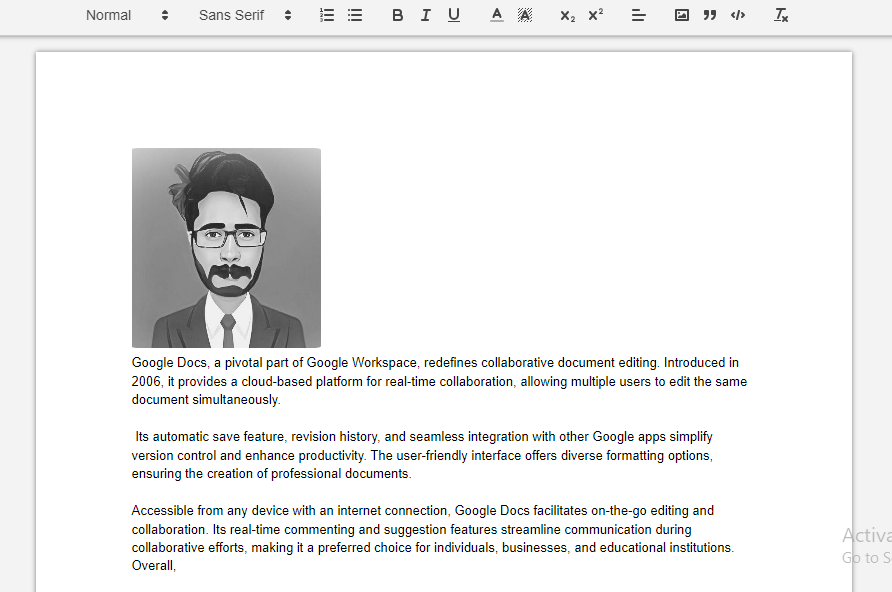 Normal Sans Serif B I U A A X₂ X²
Google Docs, a pivotal part of Google Workspace, redefines collaborative document editing. Introduced in
2006, it provides a cloud-based platform for real-time collaboration, allowing multiple users to edit the same
document simultaneously.
Its automatic save feature, revision history, and seamless integration with other Google apps simplify
version control and enhance productivity. The user-friendly interface offers diverse formatting options,
ensuring the creation of professional documents.
Accessible from any device with an internet connection, Google Docs facilitates on-the-go editing and
collaboration. Its real-time commenting and suggestion features streamline communication during
collaborative efforts, making it a preferred choice for individuals, businesses, and educational institutions.
Overall,
Activa
Go to S